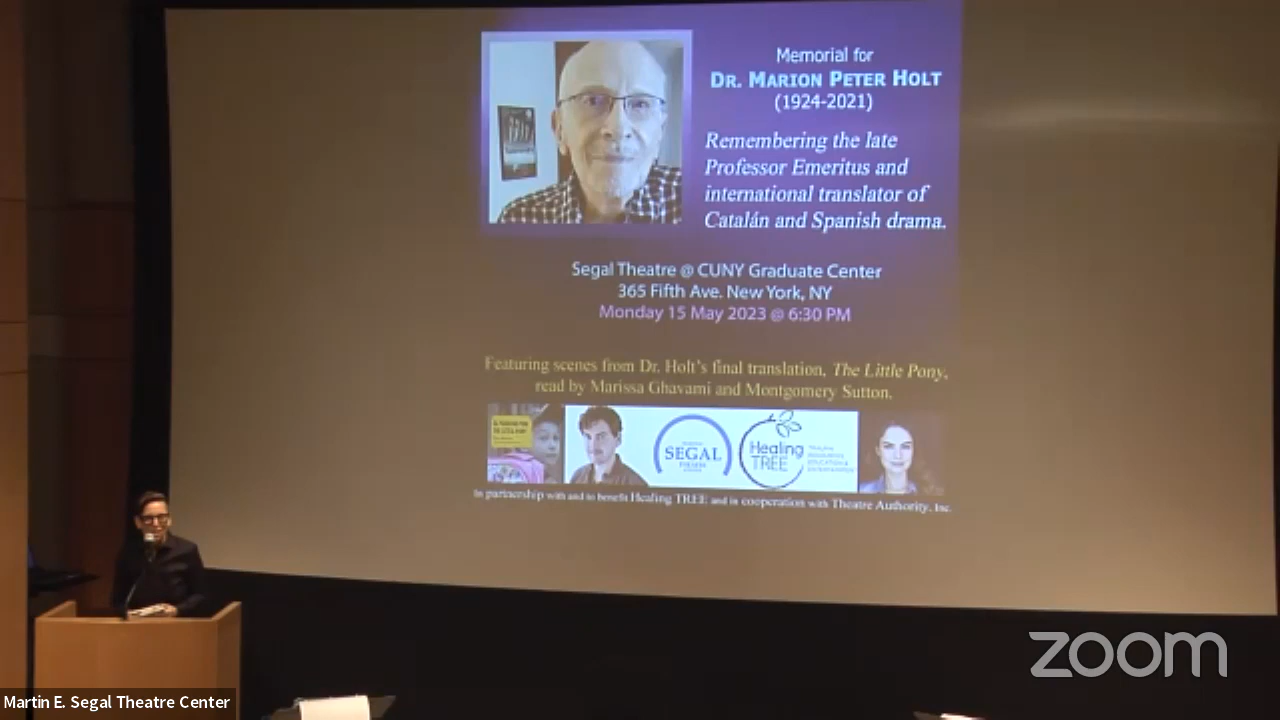 Memorial for
DR. MARION PETER HOLT
(1924-2021)
Remembering the late
Professor Emeritus and
international translator of
Catalán and Spanish drama.
Segal Theatre @ CUNY Graduate Center
365 Fifth Ave. New York, NY
Monday 15 May 2023 @ 6:30 PM
Featuring scenes from Dr. Holt's final translation, The Little Pony,
read by Marissa Ghavami and Montgomery Sutton.
SEGAL
Healing
TREE
In partnership with and to benefit Healing TREE and in cooperation with Theatre Authority, Inc.
zoom
Martin E. Segal Theatre Center